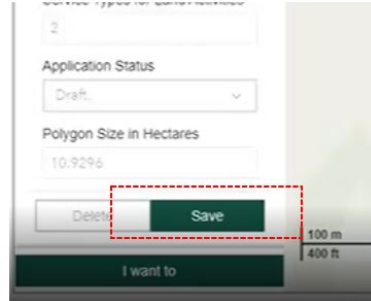 Service Types for Land Activities
2
Application Status
Draft,
Polygon Size in Hectares
10.9296
Delete Save
100 m
400 ft
I want to